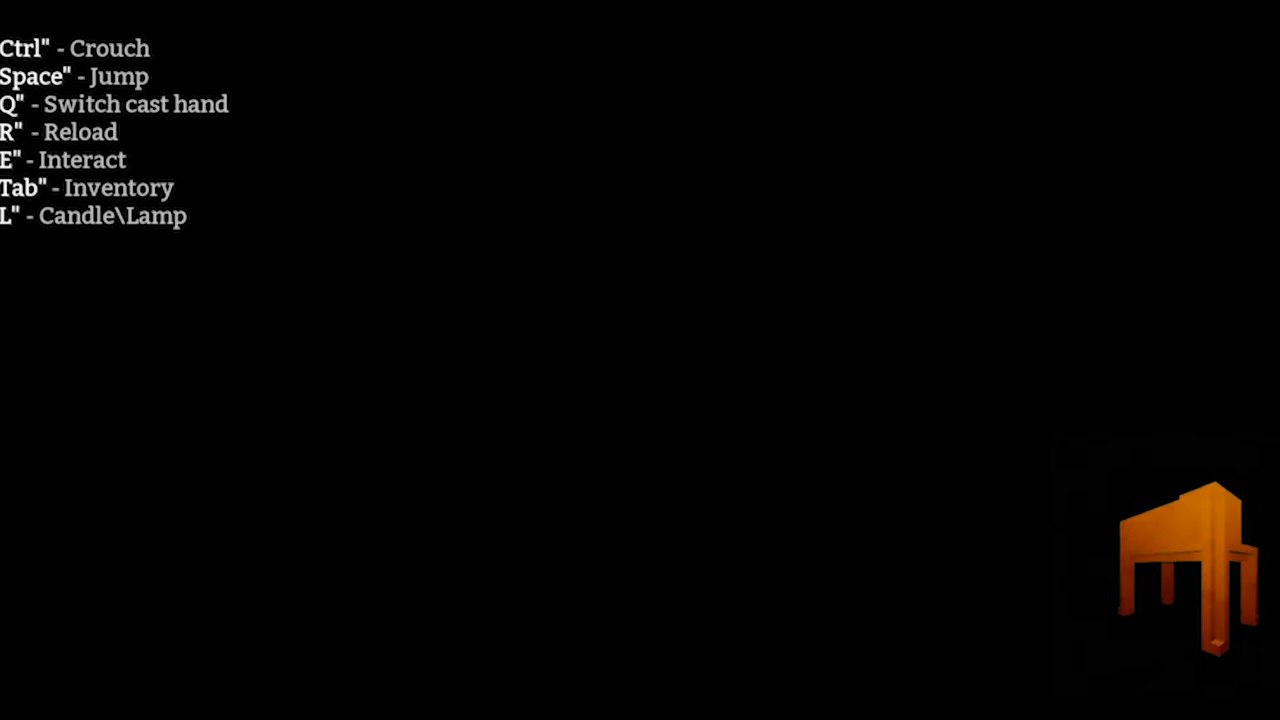 Ctrl" - Crouch
Space" - Jump
Q" - Switch cast hand
R" - Reload
E" - Interact
Tab" - Inventory
L" - Candle\Lamp